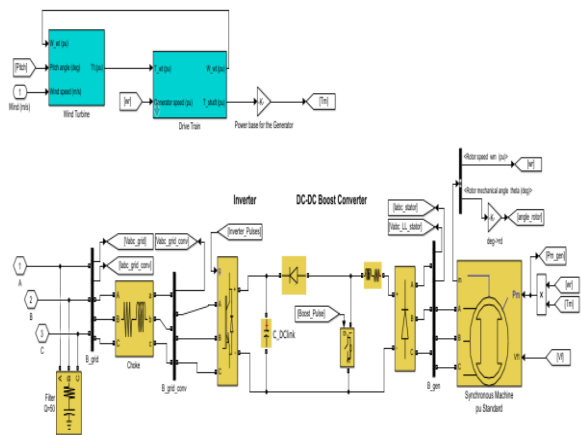 W_wt (pu)
[Pitch]
Pitch angle (deg)
Tt (pu)
1
Wind speed (m/s)
Wind (m/s)
Wind Turbine
T_wt (pu)
W_wt (pu)
[wr]
Generator speed (pu)
T_shaft (pu)
Drive Train
-K-
Power base for the Generator
[Tm]
<Rotor speed wm (pu)>
[wr]
<Rotor mechanical angle theta (deg)>
-K-
[angle_rotor]
deg->rd
Inverter
DC-DC Boost Converter
[Iabc_stator]
[Vabc_LL_stator]
[Vabc_grid]
[Vabc_grid_conv]
[Iabc_grid_conv]
[Inverter_Pulses]
1
A
2
B
3
C
B_grid
A
B
C
a
b
c
Choke
B_grid_conv
g
A
B
C
+
-
C_DClink
[Boost_Pulse]
+
-
A
B
C
B_gen
m
A
B
C
Pm
vn
Synchronous Machine
pu Standard
[Pm_gen]
X
[wr]
[Tm]
[Vf]
A
B
C
Filter
Q=50